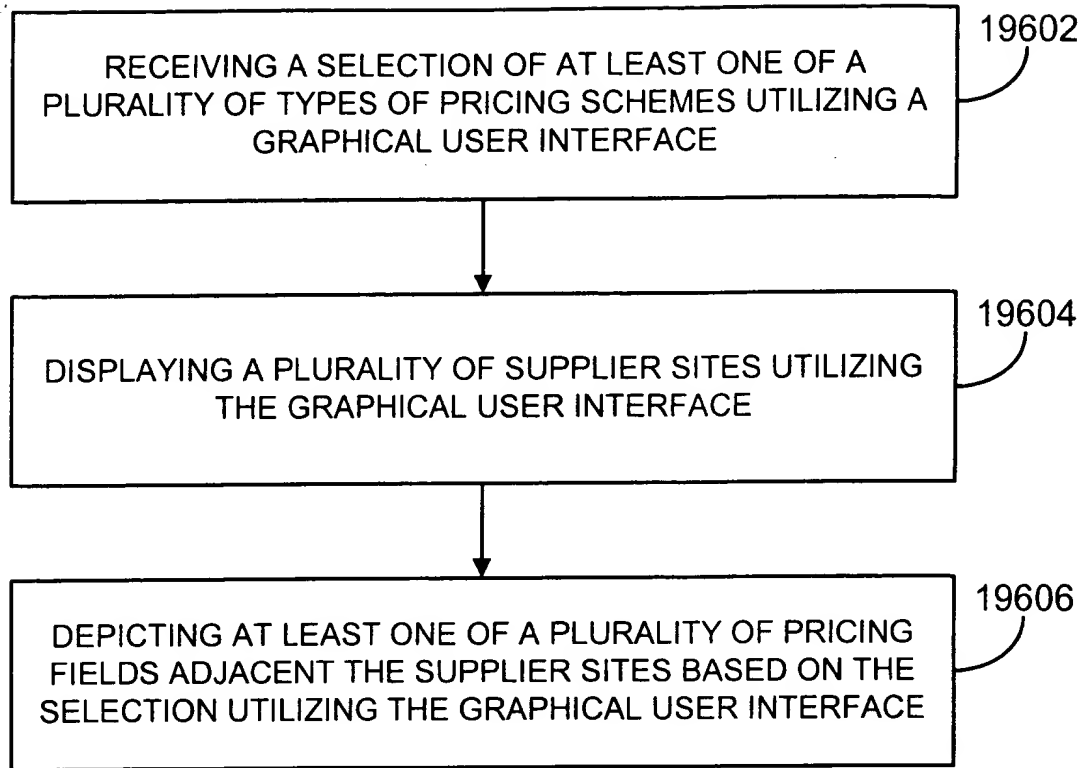 19602
RECEIVING A SELECTION OF AT LEAST ONE OF A
PLURALITY OF TYPES OF PRICING SCHEMES UTILIZING A
GRAPHICAL USER INTERFACE
19604
DISPLAYING A PLURALITY OF SUPPLIER SITES UTILIZING
THE GRAPHICAL USER INTERFACE
19606
DEPICTING AT LEAST ONE OF A PLURALITY OF PRICING
FIELDS ADJACENT THE SUPPLIER SITES BASED ON THE
SELECTION UTILIZING THE GRAPHICAL USER INTERFACE